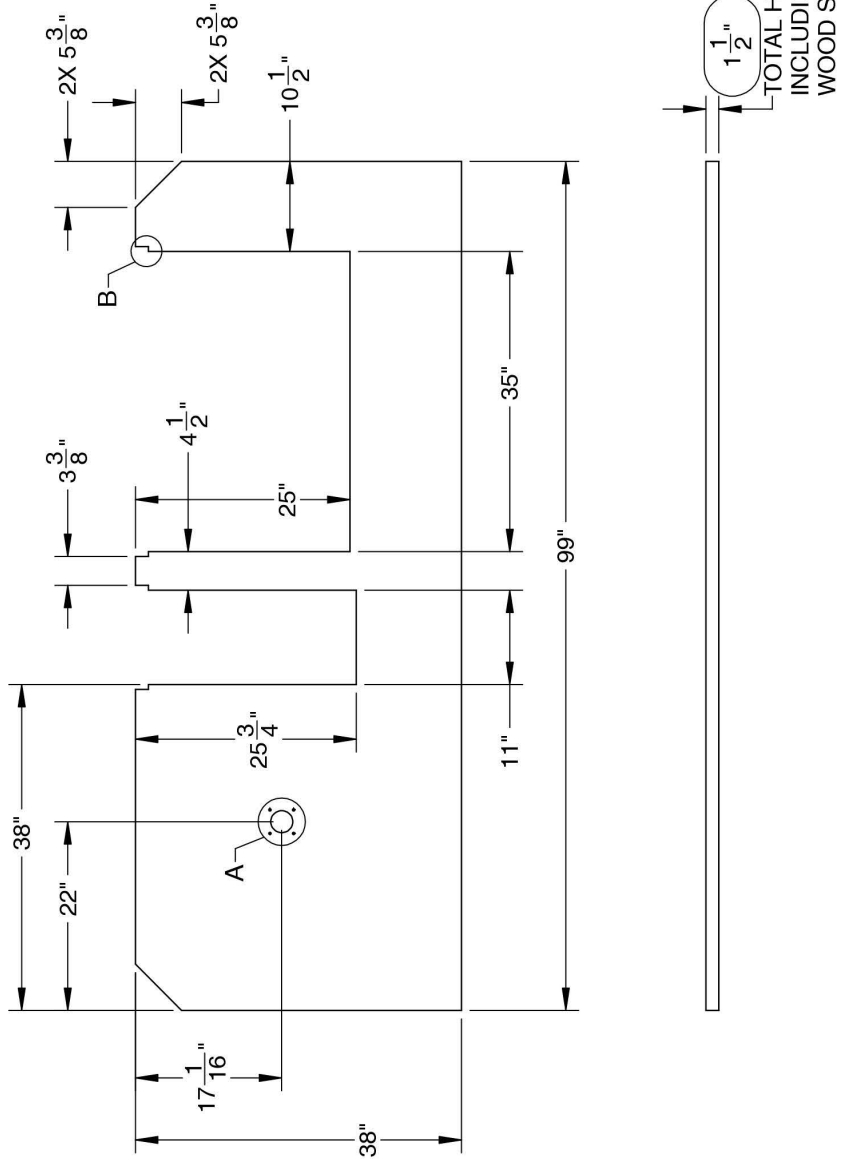 2X 5 3/8"
2X 5 3/8"
10 1/2"
B
3 3/8"
4 1/2"
25"
35"
99"
38"
22"
25 3/4"
11"
A
17 1/16"
38"
1 1/2"
TOTAL H
INCLUDI
WOOD S